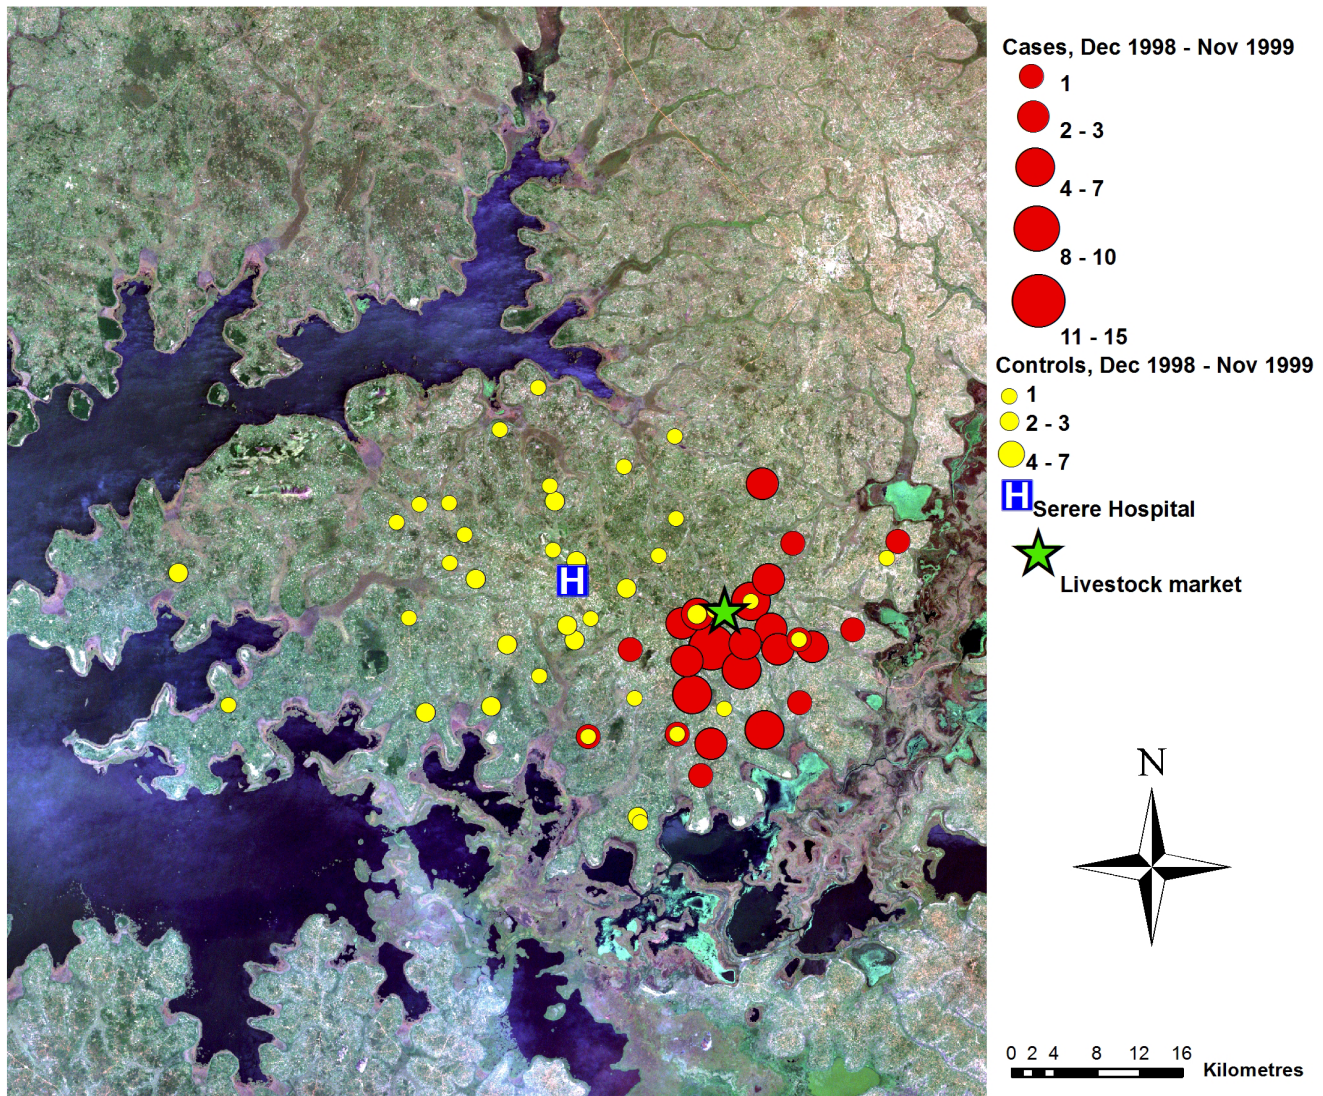 Cases, Dec 1998 - Nov 1999
1
2 - 3
4 - 7
8 - 10
11 - 15
Controls, Dec 1998 - Nov 1999
1
2 - 3
4 - 7
H Serere Hospital
Livestock market
H
N
0 2 4 8 12 16 Kilometres